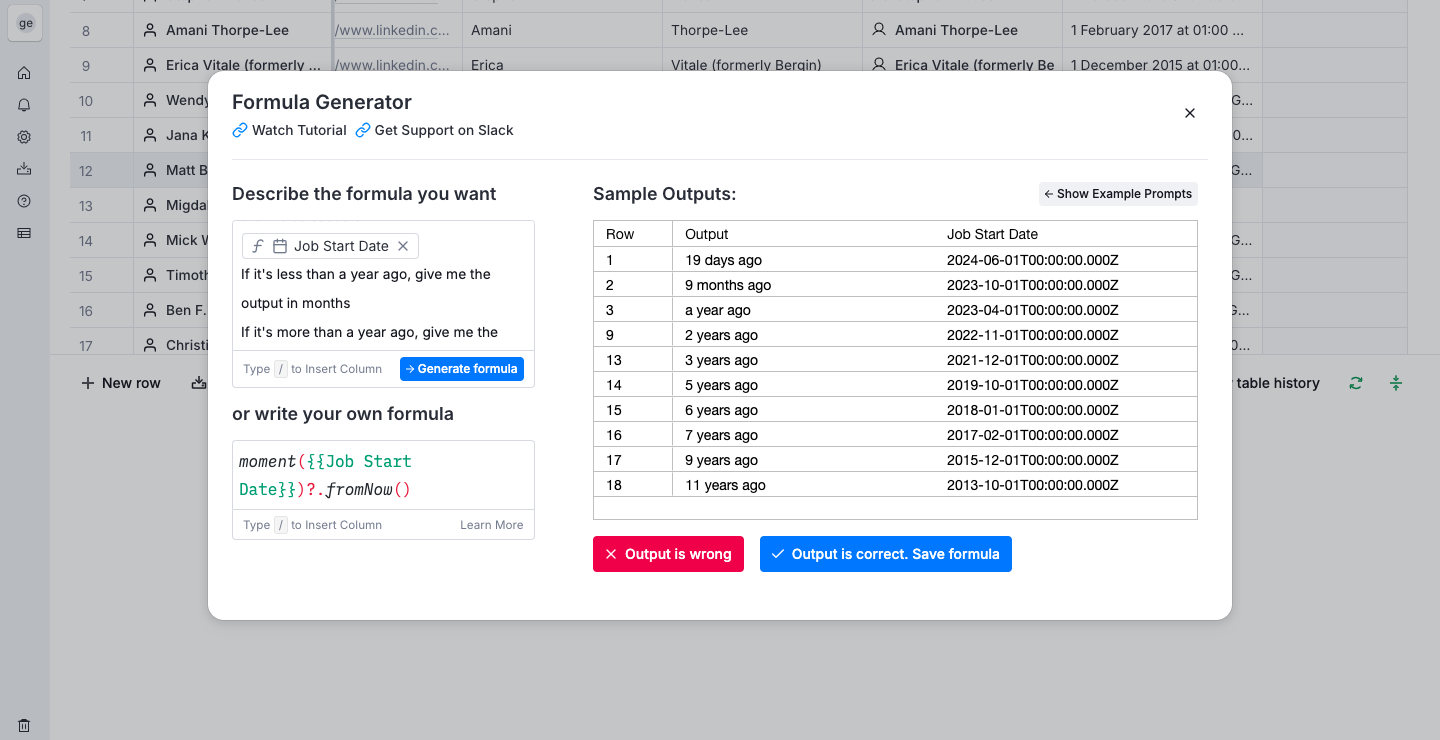 ge
8 Amani Thorpe-Lee /www.linkedin.c... Amani Thorpe-Lee Amani Thorpe-Lee 1 February 2017 at 01:00 ...
9 Erica Vitale (formerly ... /www.linkedin.c... Erica Vitale (formerly Bergin) Erica Vitale (formerly Be 1 December 2015 at 01:00...
10 Wendy G...
11 Jana K 0...
12 Matt B G...
13 Migda
14 Mick W G...
15 Timoth G...
16 Ben F. G...
17 Christi 0...
New row
table history
Formula Generator
Watch Tutorial Get Support on Slack
Describe the formula you want
Job Start Date
If it's less than a year ago, give me the
output in months
If it's more than a year ago, give me the
Type / to Insert Column → Generate formula
or write your own formula
moment({{Job Start
Date}})?.fromNow()
Type / to Insert Column Learn More
Sample Outputs: ← Show Example Prompts
Row Output Job Start Date
1 19 days ago 2024-06-01T00:00:00.000Z
2 9 months ago 2023-10-01T00:00:00.000Z
3 a year ago 2023-04-01T00:00:00.000Z
9 2 years ago 2022-11-01T00:00:00.000Z
13 3 years ago 2021-12-01T00:00:00.000Z
14 5 years ago 2019-10-01T00:00:00.000Z
15 6 years ago 2018-01-01T00:00:00.000Z
16 7 years ago 2017-02-01T00:00:00.000Z
17 9 years ago 2015-12-01T00:00:00.000Z
18 11 years ago 2013-10-01T00:00:00.000Z
Output is wrong Output is correct. Save formula